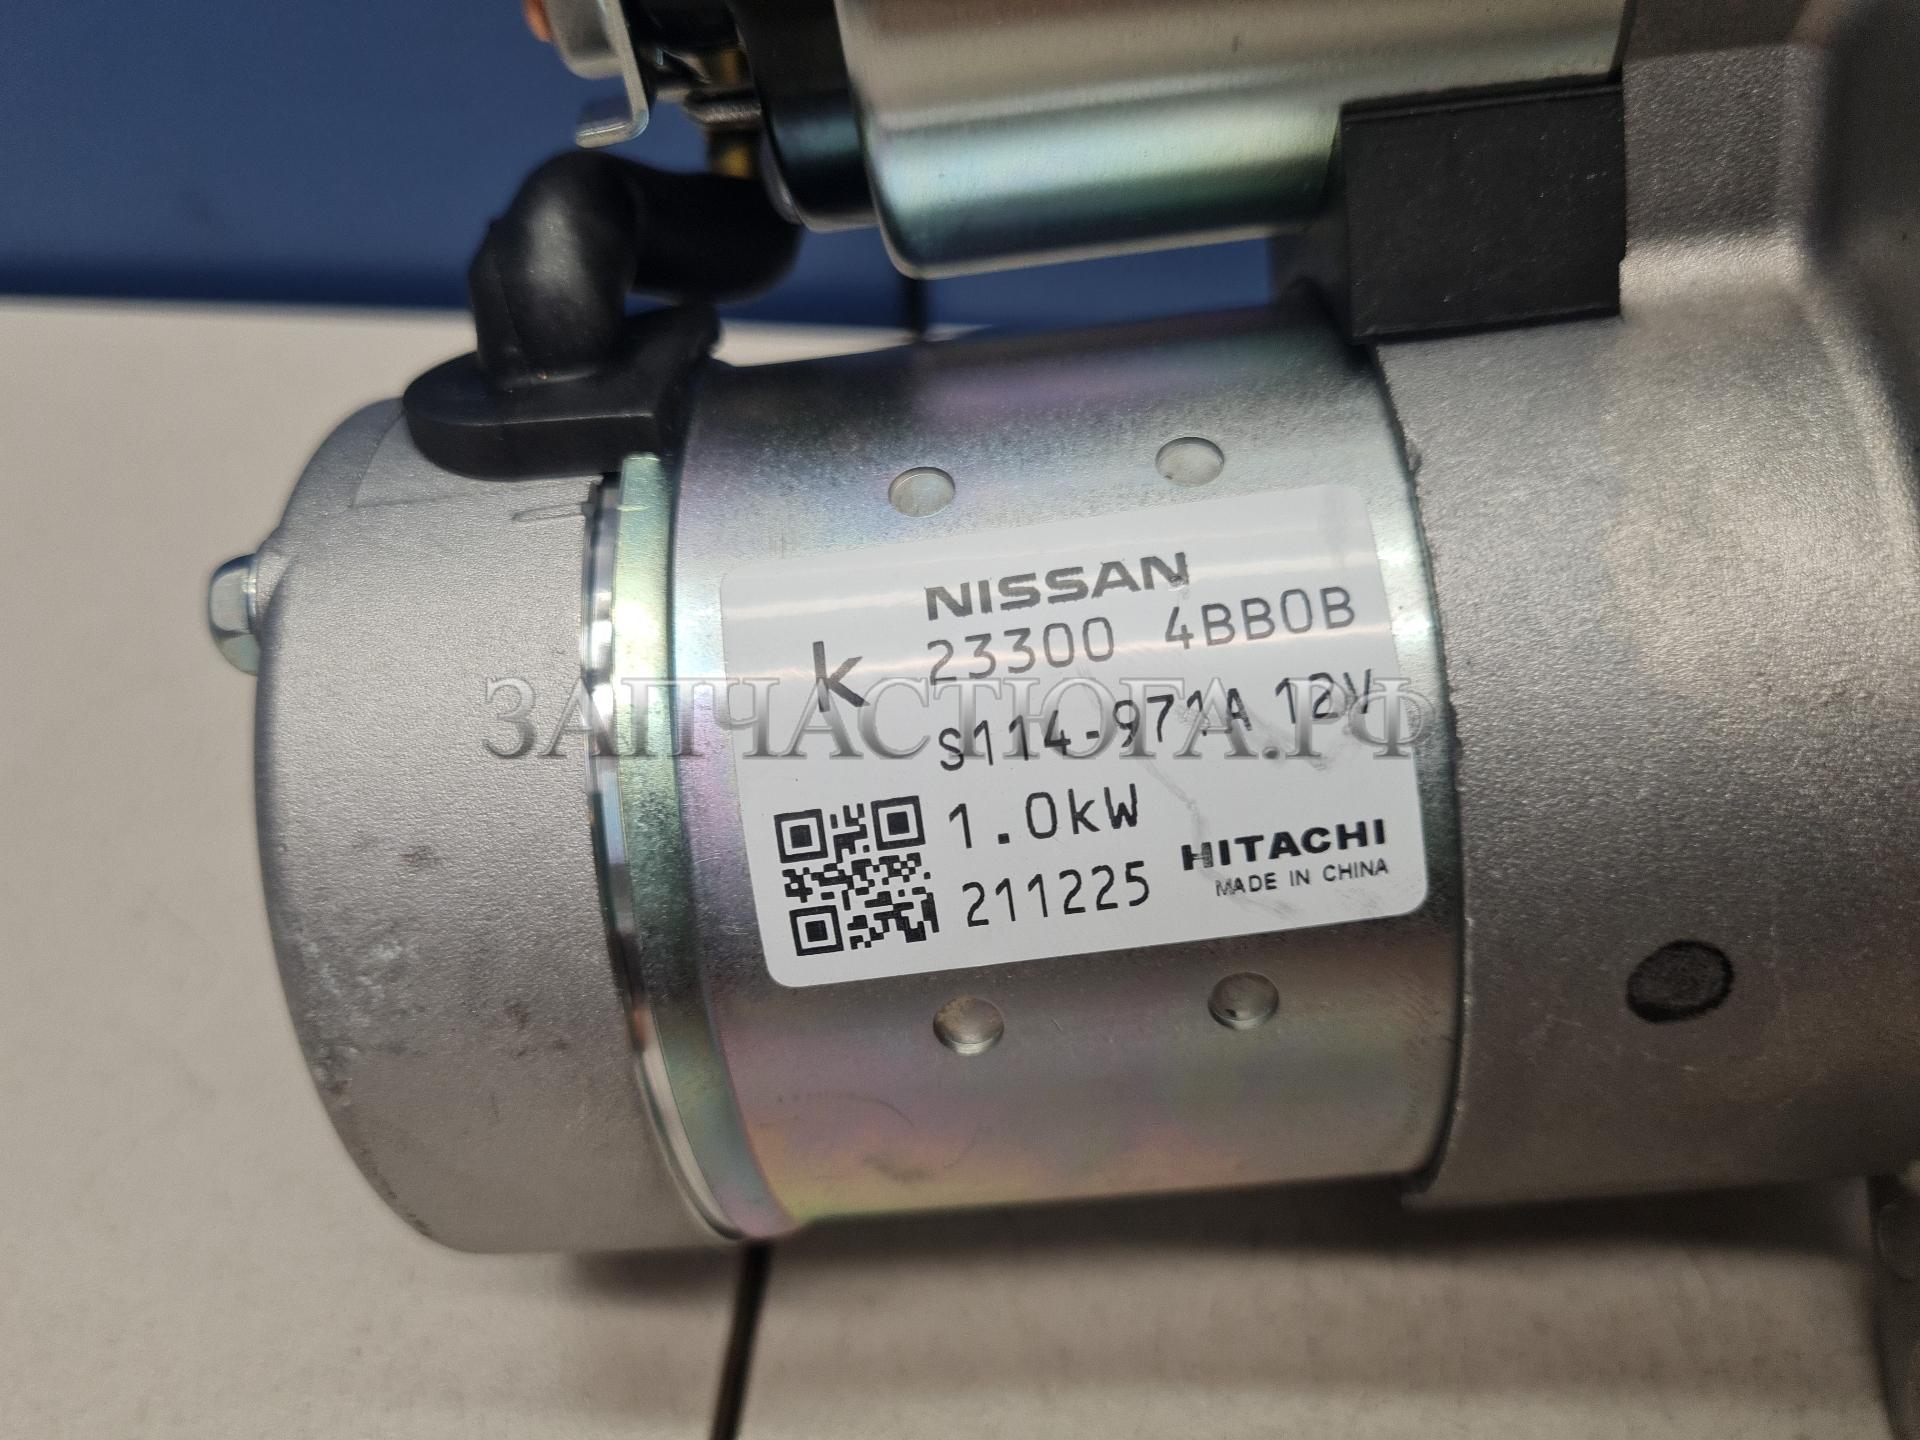 NISSAN
k 23300 4BB0B
S114-971A 12V
1.0kW
211225
HITACHI
MADE IN CHINA
ЗАПЧАСТЮГА.РФ